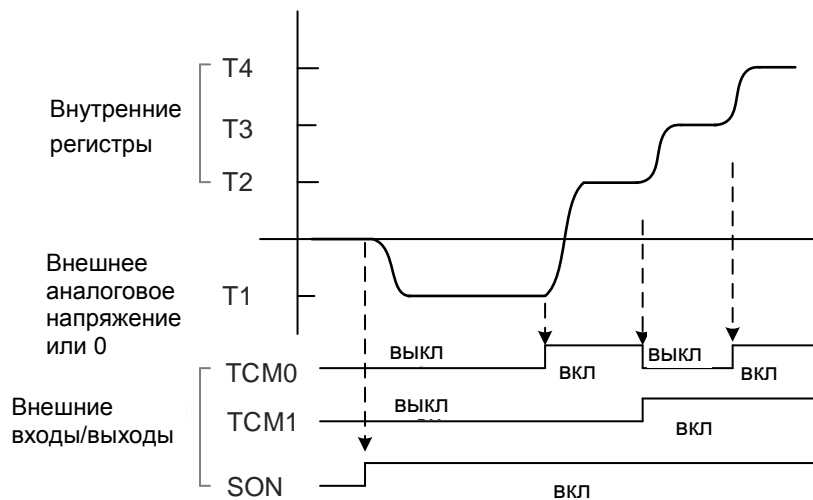 T4
Внутренние
регистры
T3
T2
Внешнее
аналоговое
напряжение
или 0
T1
выкл
вкл
выкл
вкл
TCM0
выкл
вкл
TCM1
Внешние
входы/выходы
SON
вкл